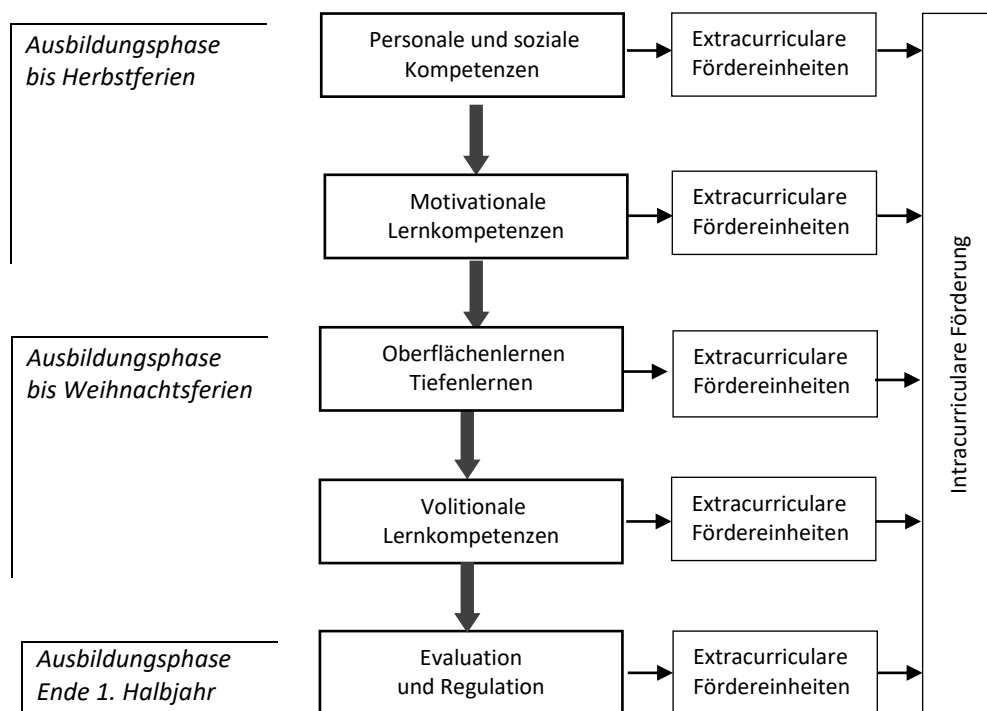 Ausbildungsphase
bis Herbstferien
Personale und soziale
Kompetenzen
Extracurriculare
Fördereinheiten
Motivationale
Lernkompetenzen
Extracurriculare
Fördereinheiten
Ausbildungsphase
bis Weihnachtsferien
Oberflächenlernen
Tiefenlernen
Extracurriculare
Fördereinheiten
Volitionale
Lernkompetenzen
Extracurriculare
Fördereinheiten
Ausbildungsphase
Ende 1. Halbjahr
Evaluation
und Regulation
Extracurriculare
Fördereinheiten
Intracurriculare Förderung